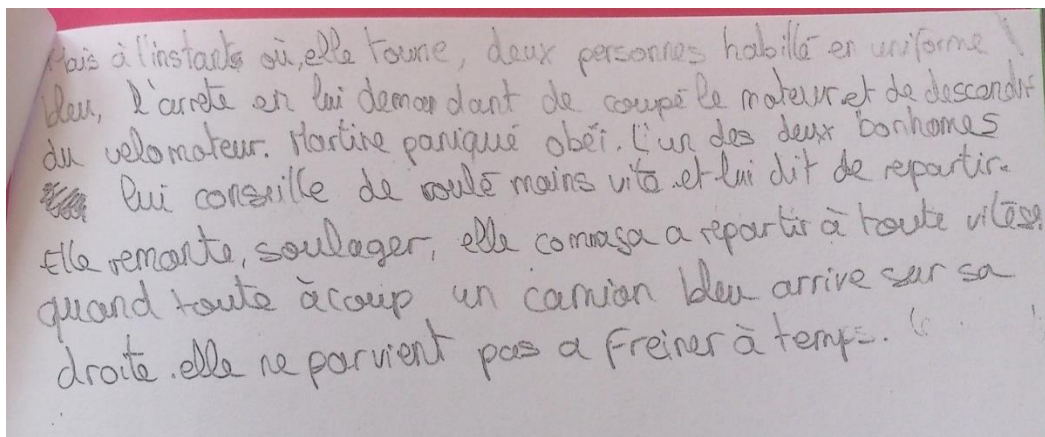 Mais à l'instants où, elle tourne, deux personnes habillé en uniforme
bleu, l'arrete en lui demandant de coupé le moteur et de descendre
du velomoteur. Martine paniqué obéi. L'un des deux bonhomes
lui conseille de roulé moins vite et lui dit de repartir.
Elle remonte, soulager, elle commaça a repartir à toute vitesse
quand toute à coup un camion bleu arrive sur sa
droite. elle ne parvient pas a freiner à temps.